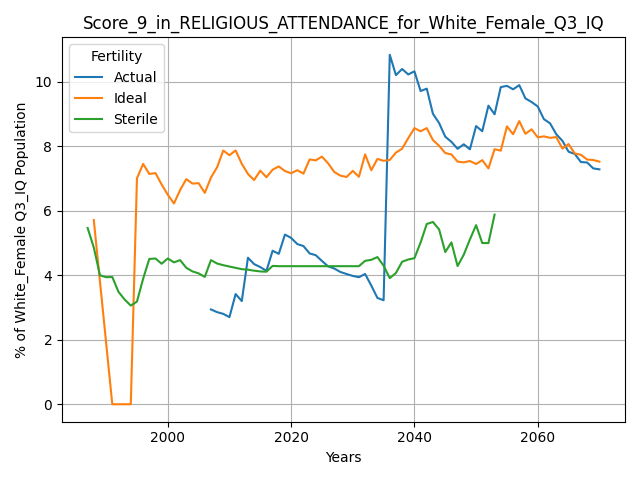 Score_9_in_RELIGIOUS_ATTENDANCE_for_White_Female_Q3_IQ
Fertility
Actual
Ideal
Sterile
% of White_Female Q3_IQ Population
10
8
6
4
2
0
2000
2020
2040
2060
Years